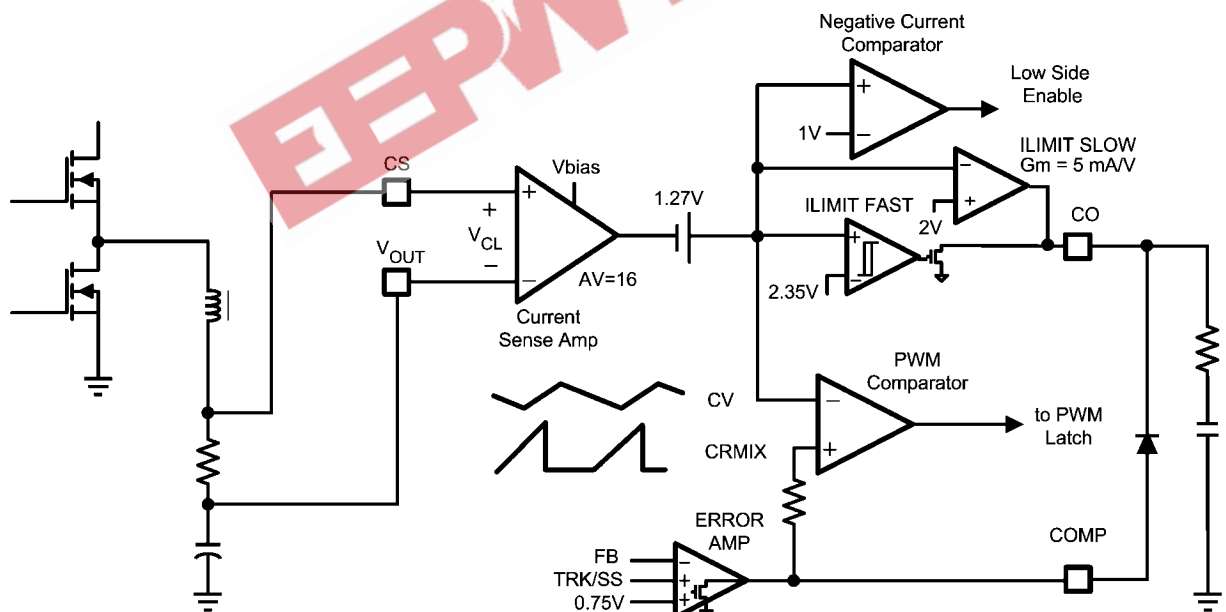 EEPW
Negative Current
Comparator
Low Side
Enable
+
1V
−
ILIMIT SLOW
Gm = 5 mA/V
−
+
2V
CS
Vbias
1.27V
ILIMIT FAST
CO
+
+
VCL
−
VOUT
−
AV=16
+
−
2.35V
Current
Sense Amp
PWM
Comparator
CV
−
to PWM
Latch
CRMIX
+
ERROR
AMP
COMP
FB
−
TRK/SS
+
0.75V
+